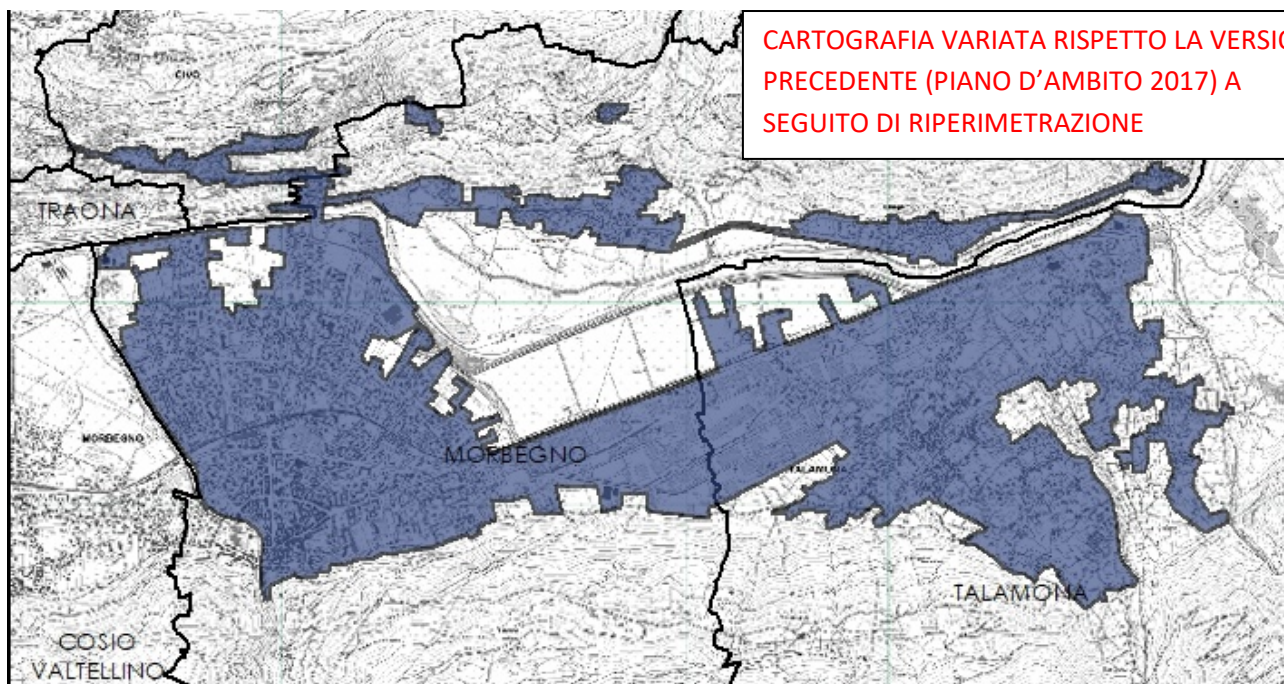 CARTOGRAFIA VARIATA RISPETTO LA VERSIO
PRECEDENTE (PIANO D'AMBITO 2017) A
SEGUITO DI RIPERIMETRAZIONE
CIVO
TRAONA
MORBEGNO
MORBEGNO
TALAMONA
TALAMONA
COSIO
VALTELLINO